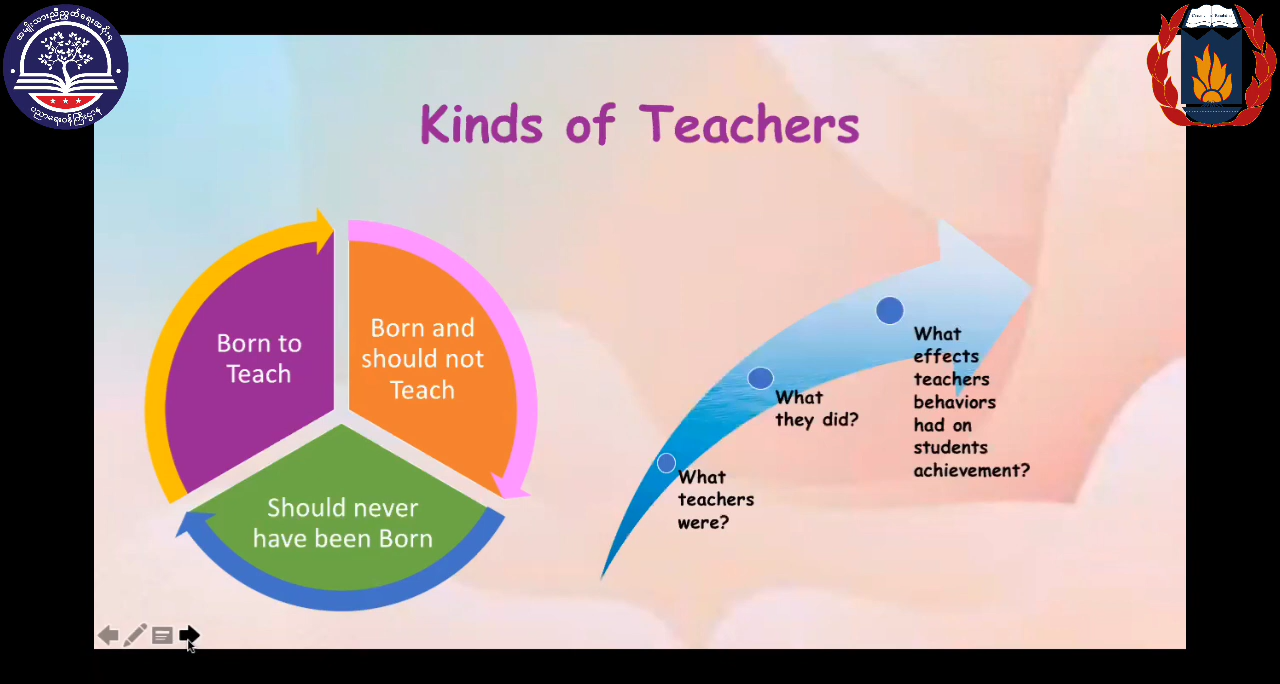 Kinds of Teachers
Born to
Teach
Born and
should not
Teach
Should never
have been Born
What
teachers
were?
What
they did?
What
effects
teachers
behaviors
had on
students
achievement?